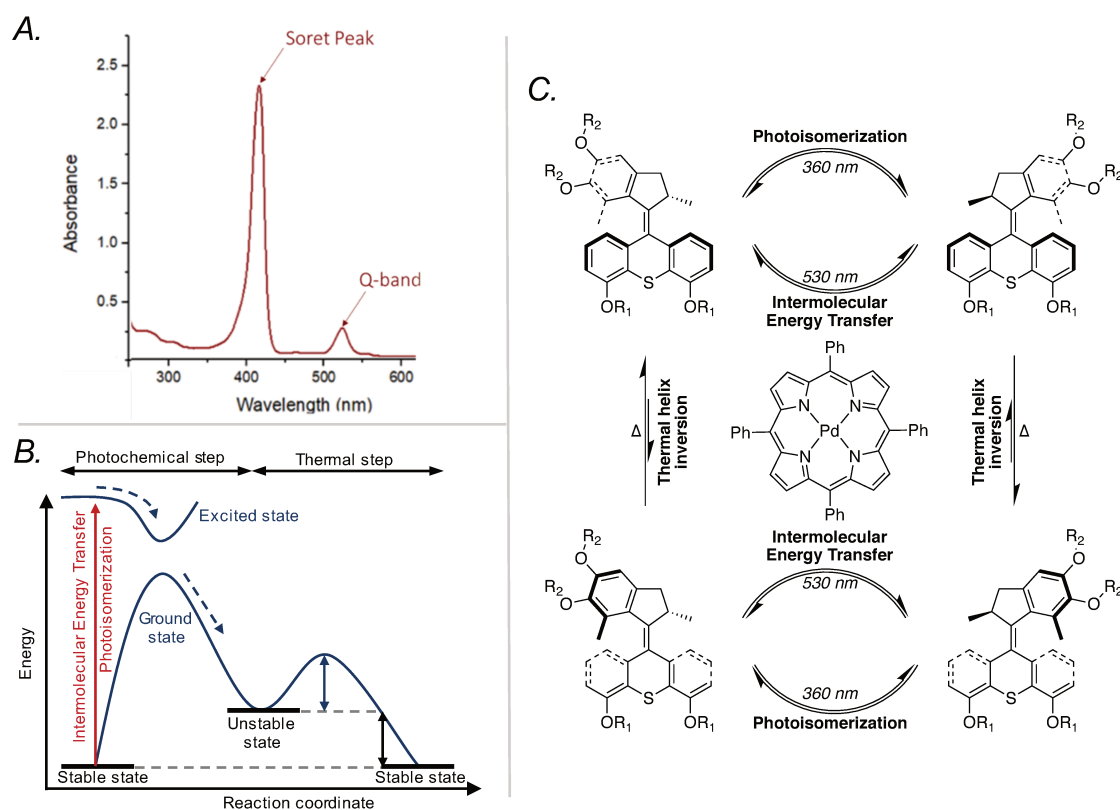 A.
Soret Peak
Q-band
2.5
2.0
1.5
1.0
0.5
Absorbance
300
400
500
600
Wavelength (nm)
B.
Photochemical step
Thermal step
Excited state
Intermolecular Energy Transfer
Photoisomerization
Ground
state
Energy
Unstable
state
Stable state
Stable state
Reaction coordinate
C.
R2
O
R2
O
S
OR1
OR1
Photoisomerization
360 nm
530 nm
Intermolecular
Energy Transfer
R2
O
R2
O
S
OR1
OR1
Δ
Thermal helix
inversion
Ph
N
N
Ph
Pd
Ph
N
N
Ph
Thermal helix
inversion
Δ
R2
O
R2
O
S
OR1
OR1
Intermolecular
Energy Transfer
530 nm
360 nm
Photoisomerization
R2
O
R2
O
S
OR1
OR1